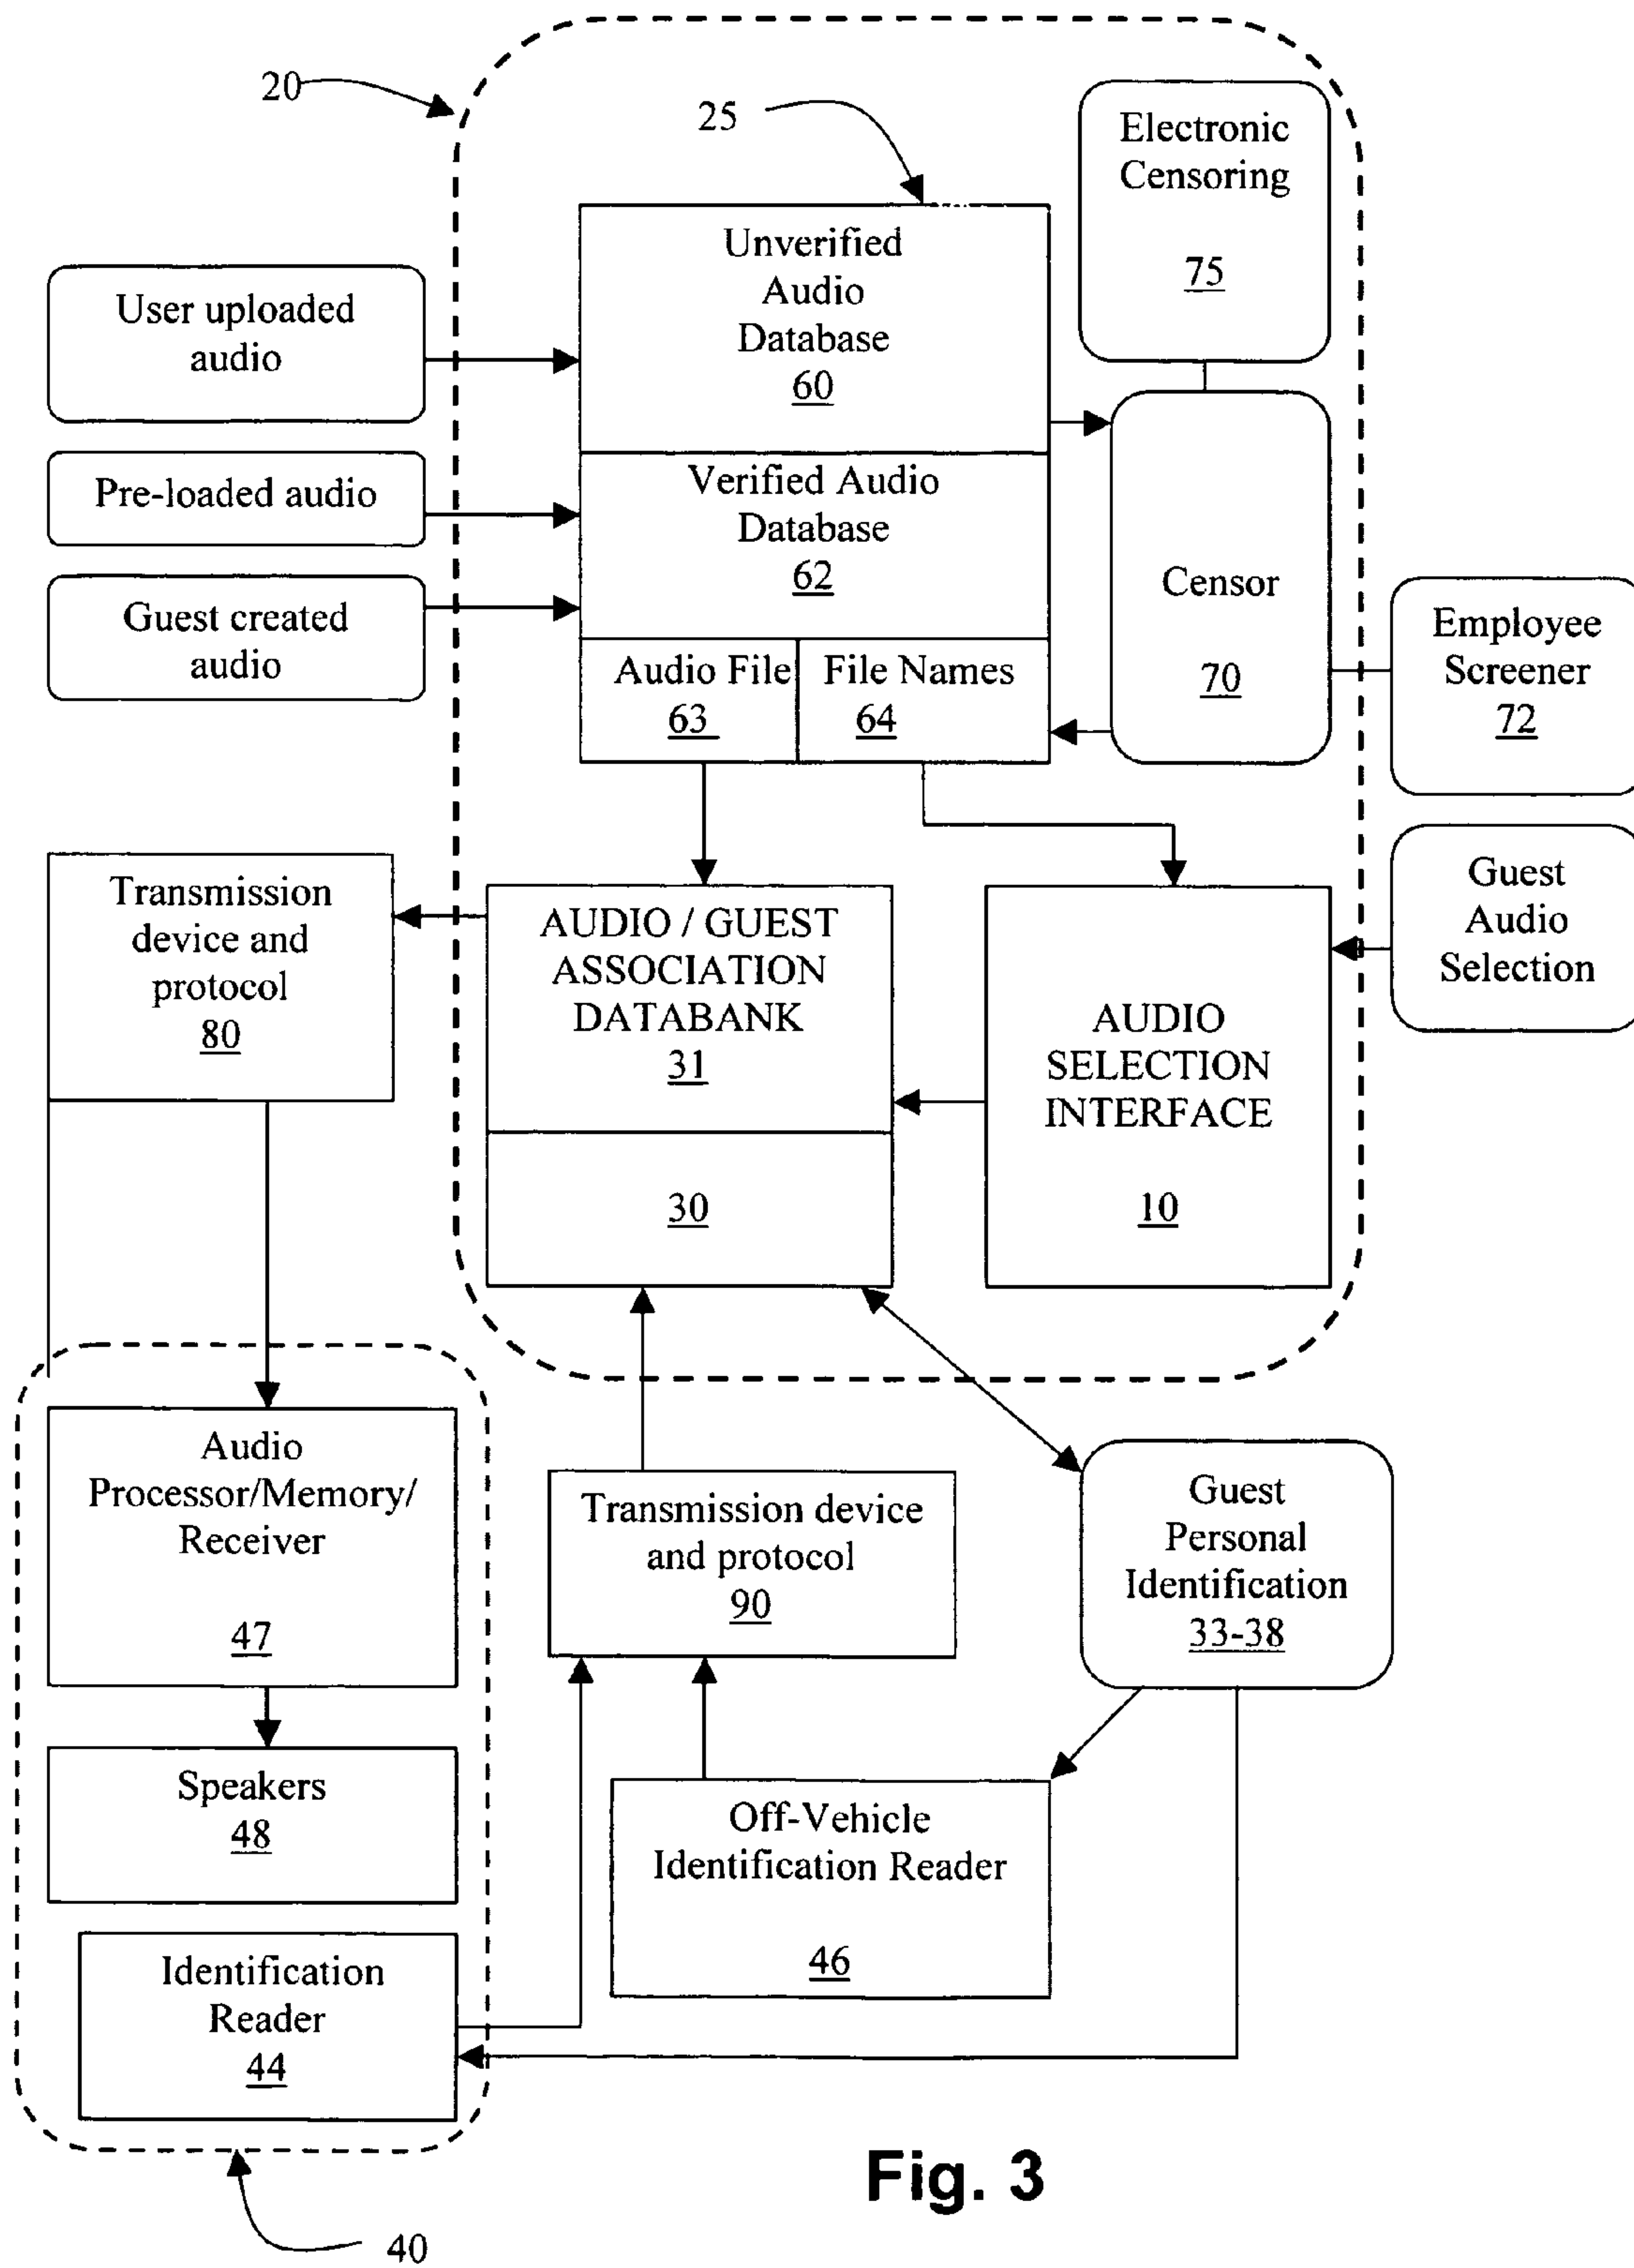 20
25
Electronic
Censoring
75
Unverified
Audio
Database
60
User uploaded
audio
Pre-loaded audio
Guest created
audio
Verified Audio
Database
62
Audio File
63
File Names
64
Censor
70
Employee
Screener
72
Guest
Audio
Selection
Transmission
device and
protocol
80
AUDIO / GUEST
ASSOCIATION
DATABANK
31
30
AUDIO
SELECTION
INTERFACE
10
Audio
Processor/Memory/
Receiver
47
Transmission device
and protocol
90
Guest
Personal
Identification
33-38
Speakers
48
Off-Vehicle
Identification Reader
46
Identification
Reader
44
40
Fig. 3